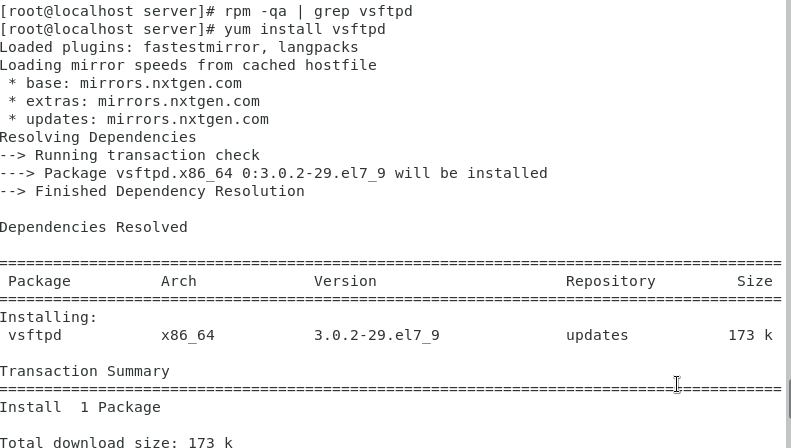 [root@localhost server]# rpm -qa | grep vsftpd
[root@localhost server]# yum install vsftpd
Loaded plugins: fastestmirror, langpacks
Loading mirror speeds from cached hostfile
 * base: mirrors.nxtgen.com
 * extras: mirrors.nxtgen.com
 * updates: mirrors.nxtgen.com
Resolving Dependencies
--> Running transaction check
---> Package vsftpd.x86_64 0:3.0.2-29.el7_9 will be installed
--> Finished Dependency Resolution

Dependencies Resolved

=======================================================================================
 Package          Arch             Version                     Repository         Size
=======================================================================================
Installing:
 vsftpd           x86_64           3.0.2-29.el7_9              updates           173 k

Transaction Summary
=======================================================================================
Install  1 Package

Total download size: 173 k